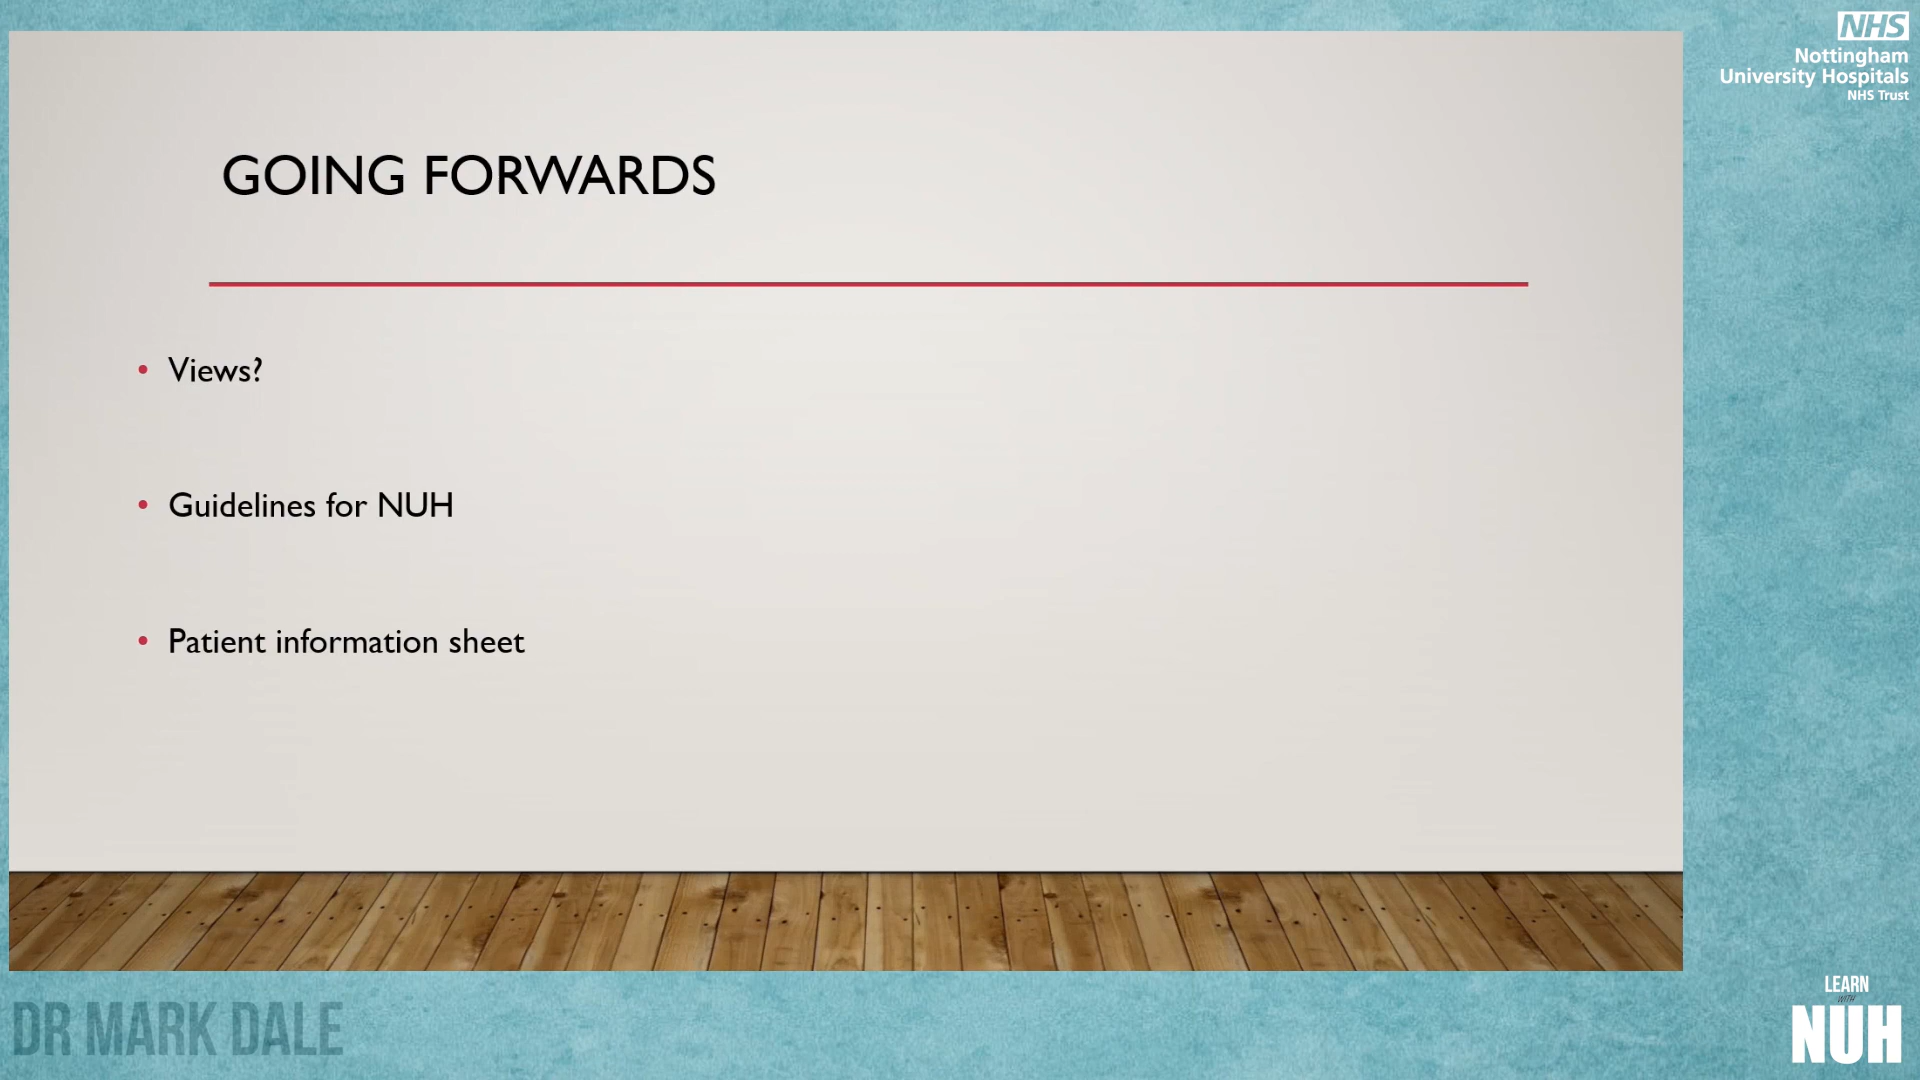 NHS
Nottingham
University Hospitals
NHS Trust
GOING FORWARDS
• Views?
• Guidelines for NUH
• Patient information sheet
DR MARK DALE
LEARN
WITH
NUH